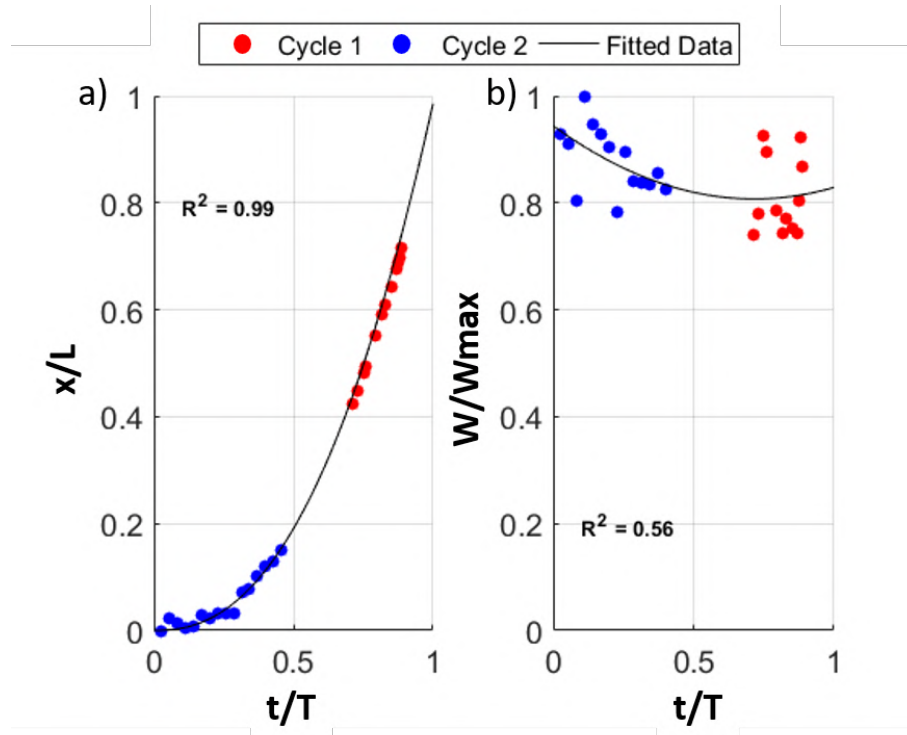 Cycle 1 Cycle 2 Fitted Data
a)
1
0.8
0.6
0.4
0.2
0
x/L
R² = 0.99
0 0.5 1
t/T
b)
1
0.8
0.6
0.4
0.2
0
W/Wmax
R² = 0.56
0 0.5 1
t/T